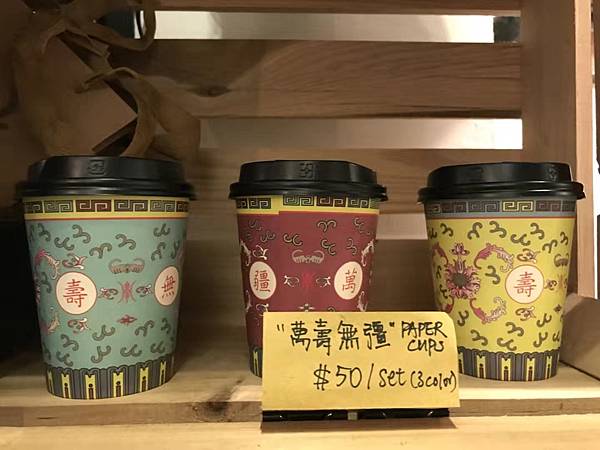 壽 無
疆 萬
壽
"萬壽無疆" PAPER
CUPS
$50/set (3 color)